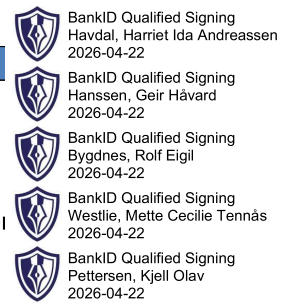 BankID Qualified Signing
Havdal, Harriet Ida Andreassen
2026-04-22
BankID Qualified Signing
Hanssen, Geir Håvard
2026-04-22
BankID Qualified Signing
Bygdnes, Rolf Eigil
2026-04-22
BankID Qualified Signing
Westlie, Mette Cecilie Tennås
2026-04-22
BankID Qualified Signing
Pettersen, Kjell Olav
2026-04-22